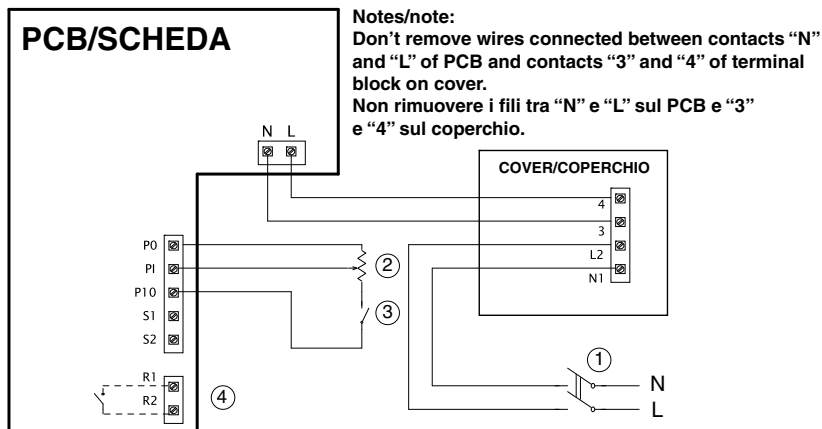 PCB/SCHEDA
Notes/note:
Don't remove wires connected between contacts “N”
and “L” of PCB and contacts “3” and “4” of terminal
block on cover.
Non rimuovere i fili tra “N” e “L” sul PCB e “3”
e “4” sul coperchio.
N L
COVER/COPERCHIO
4
3
L2
N1
P0
PI
P10
S1
S2
2
3
R1
R2
4
1
N
L